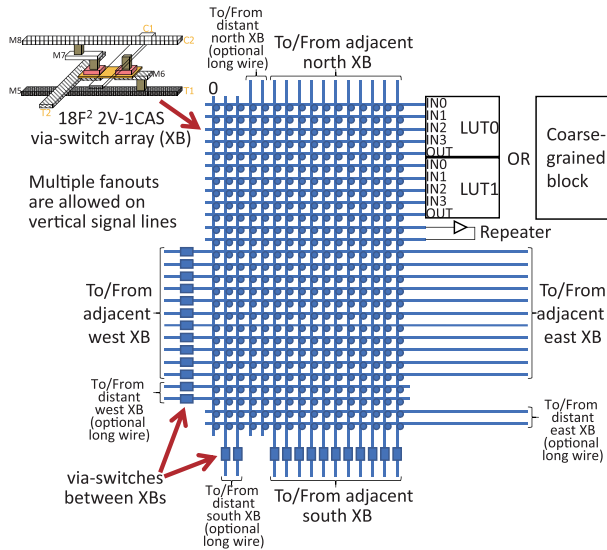 M8
C1
C2
M7
M6
M5
T1
T2
18F² 2V-1CAS
via-switch array (XB)
To/From
distant
north XB
(optional
long wire)
To/From adjacent
north XB
0
IN0
IN1
IN2
IN3
OUT
LUT0
IN0
IN1
IN2
IN3
OUT
LUT1
OR
Coarse-
grained
block
Repeater
Multiple fanouts
are allowed on
vertical signal lines
To/From
adjacent
west XB
To/From
adjacent
east XB
To/From
distant
west XB
(optional
long wire)
To/From
distant
east XB
(optional
long wire)
via-switches
between XBs
To/From
distant
south XB
(optional
long wire)
To/From adjacent
south XB